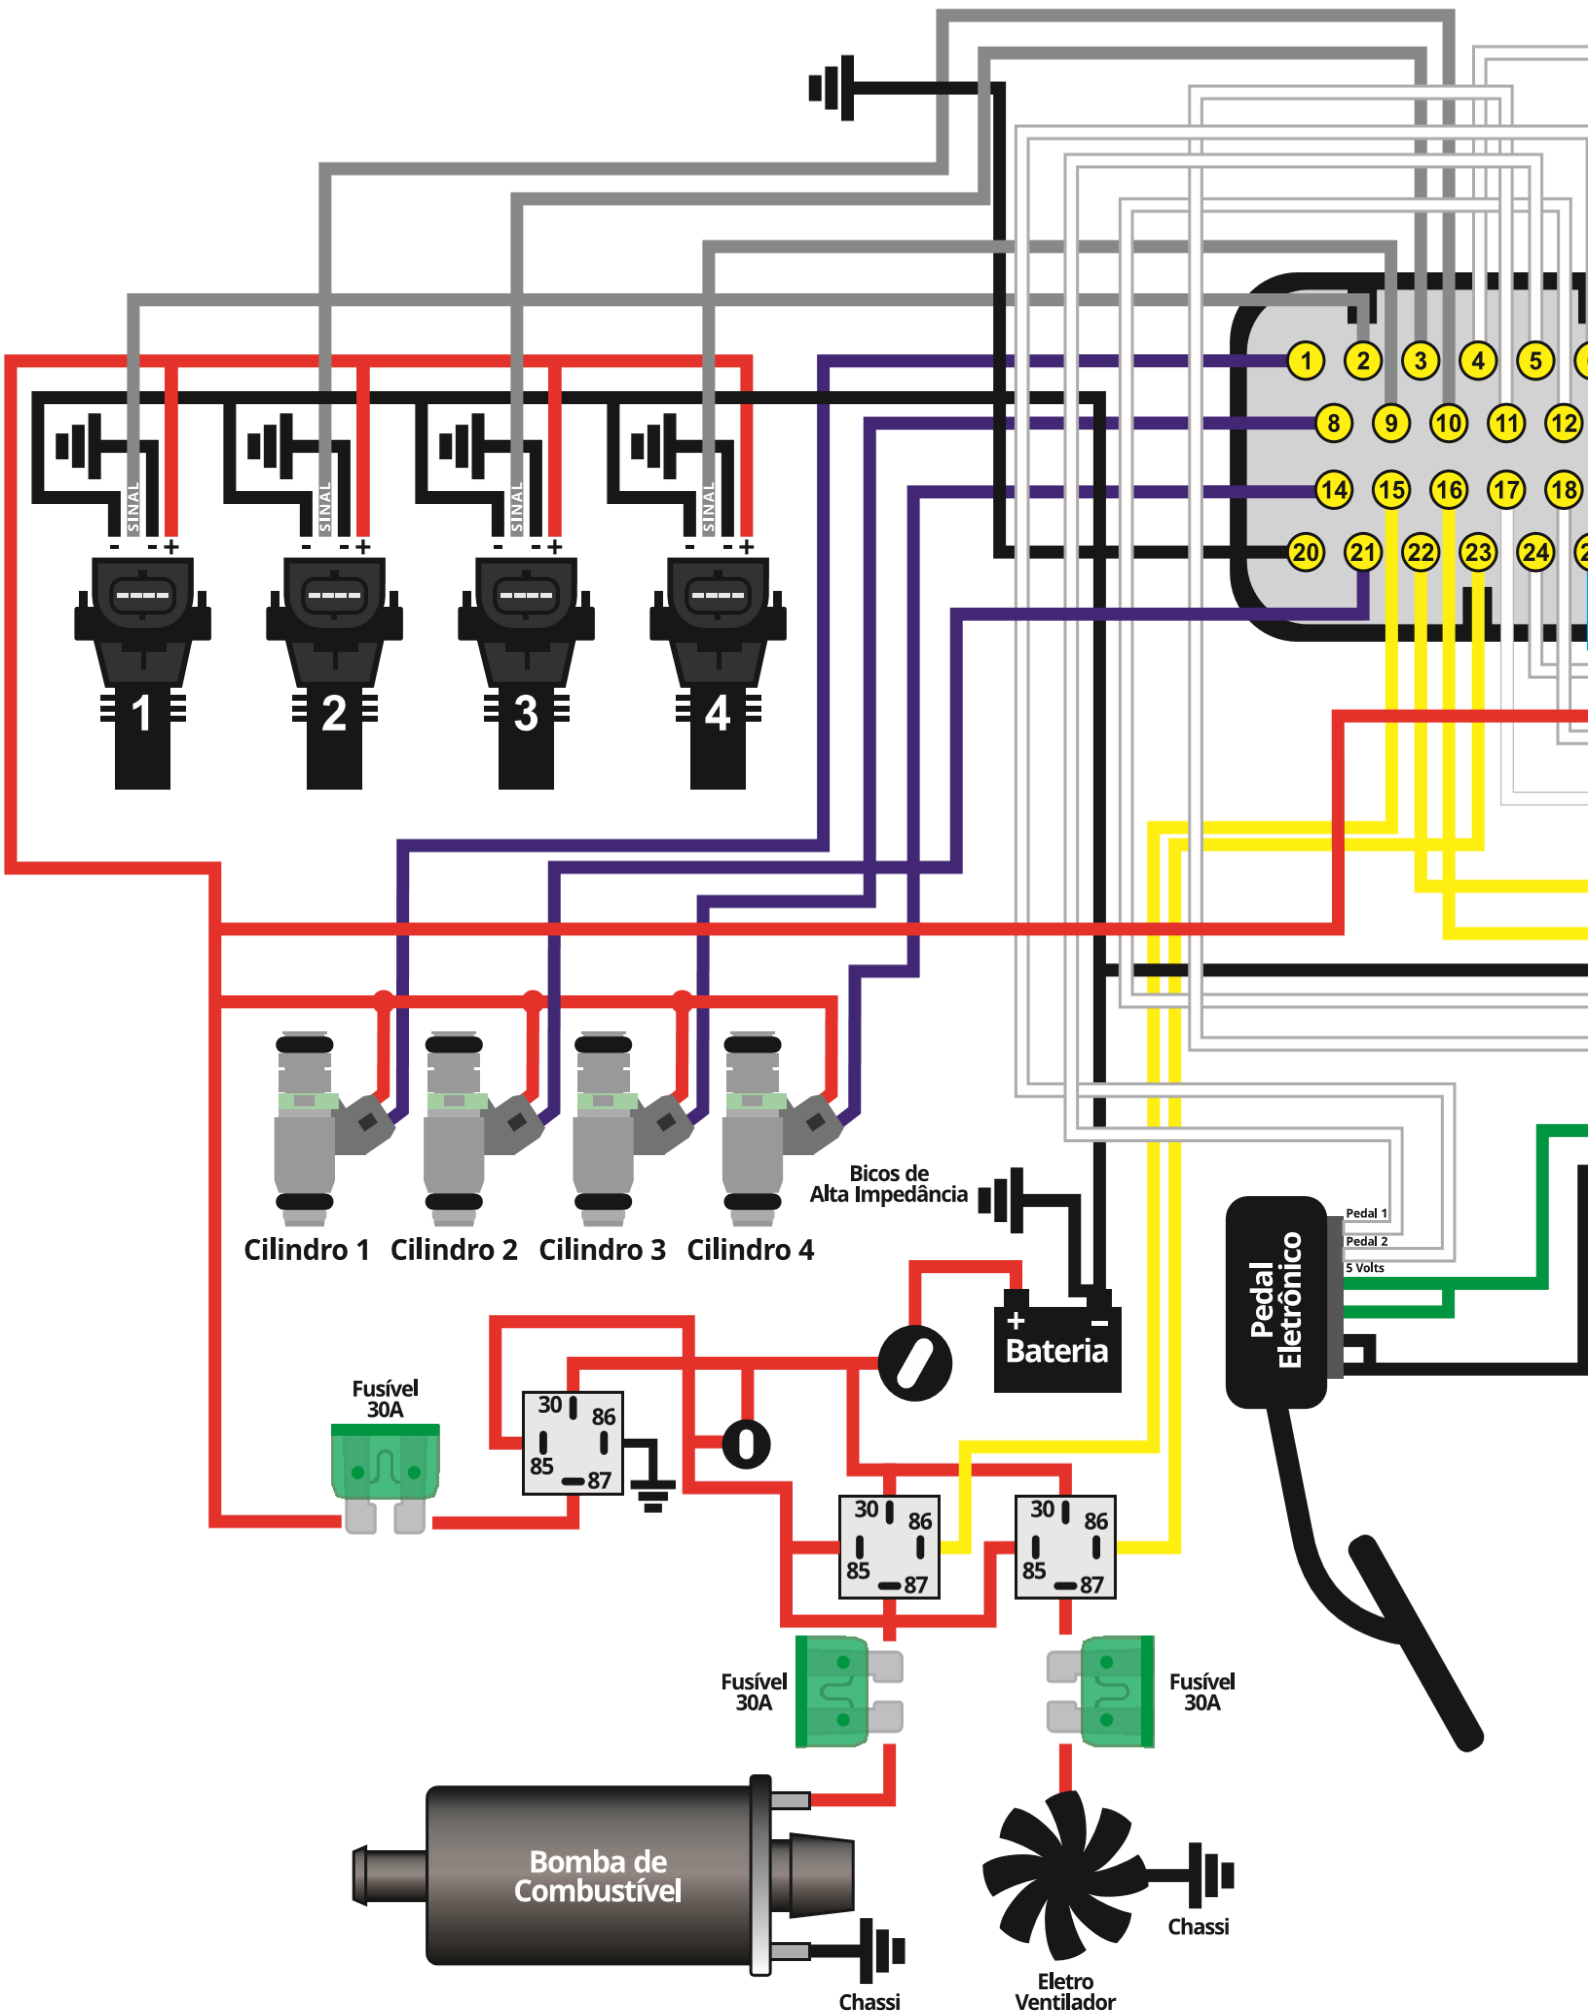 1 2 3 4 5
8 9 10 11 12
14 15 16 17 18
20 21 22 23 24
SINAL SINAL SINAL SINAL
- - + - - + - - + - - +
1 2 3 4
Bicos de
Alta Impedância
Cilindro 1 Cilindro 2 Cilindro 3 Cilindro 4
Pedal 1
Pedal 2
5 Volts
Pedal
Eletrônico
+ -
Bateria
Fusível
30A
30
86
85
87
30
86
85
87
30
86
85
87
Fusível
30A
Fusível
30A
Bomba de
Combustível
Chassi
Chassi
Eletro
Ventilador